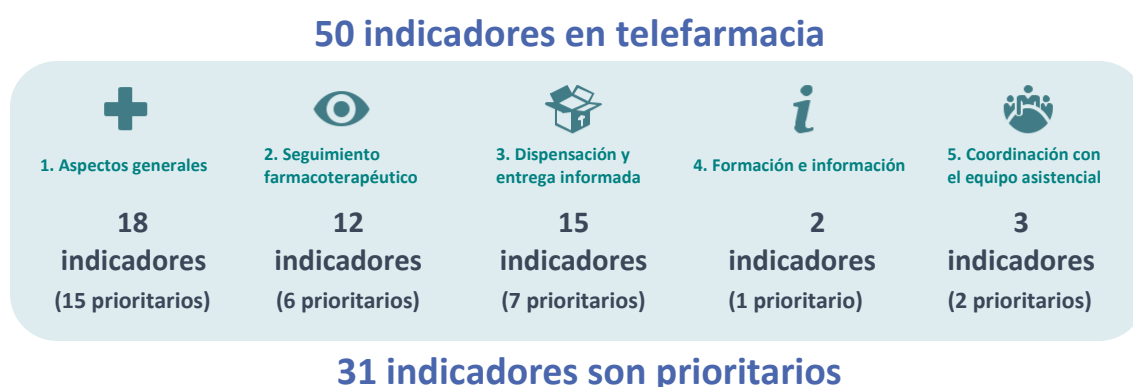 50 indicadores en telefarmacia
1. Aspectos generales
2. Seguimiento
farmacoterapéutico
3. Dispensación y
entrega informada
4. Formación e información
5. Coordinación con
el equipo asistencial
18
indicadores
(15 prioritarios)
12
indicadores
(6 prioritarios)
15
indicadores
(7 prioritarios)
2
indicadores
(1 prioritario)
3
indicadores
(2 prioritarios)
31 indicadores son prioritarios